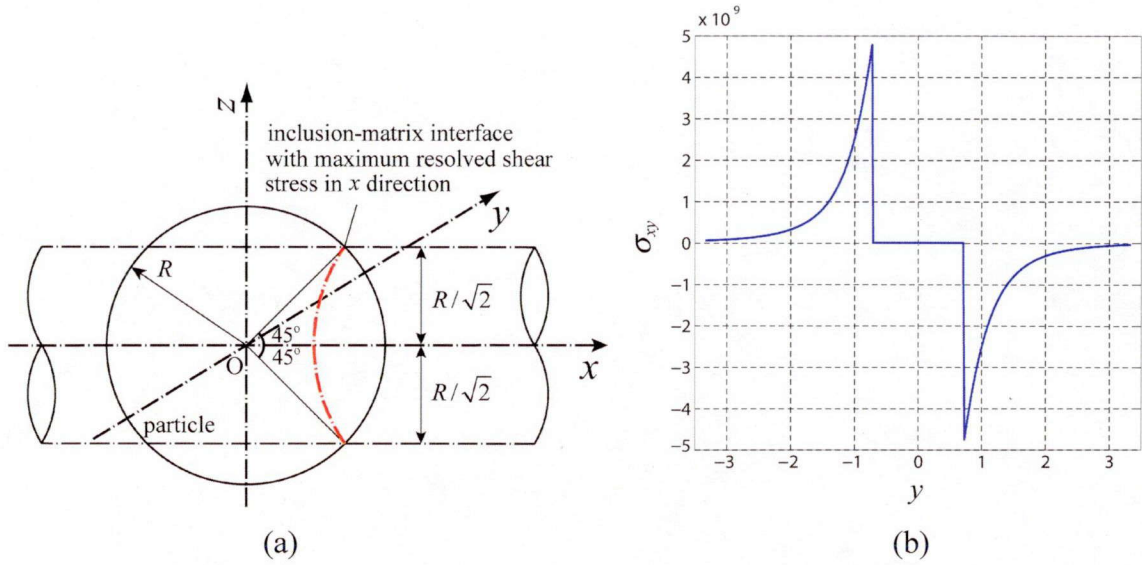 z
inclusion-matrix interface
with maximum resolved shear
stress in x direction
y
R
R/√2
45°
45°
O
x
R/√2
particle
(a)
x 10^9
5
4
3
2
1
0
−1
−2
−3
−4
−5
σxy
−3
−2
−1
0
1
2
3
y
(b)